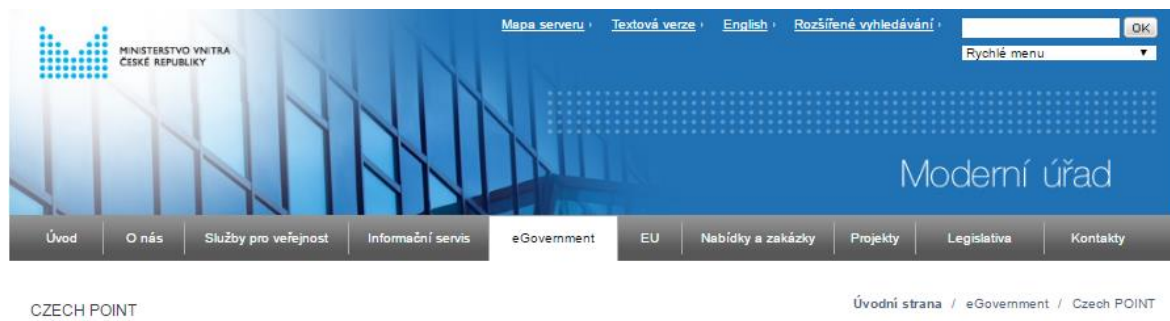 Mapa serveru › Textová verze › English › Rozšířené vyhledávání › OK
MINISTERSTVO VNITRA
ČESKÉ REPUBLIKY
Rychlé menu
Moderní úřad
Úvod O nás Služby pro veřejnost Informační servis eGovernment EU Nabídky a zakázky Projekty Legislativa Kontakty
CZECH POINT Úvodní strana / eGovernment / Czech POINT